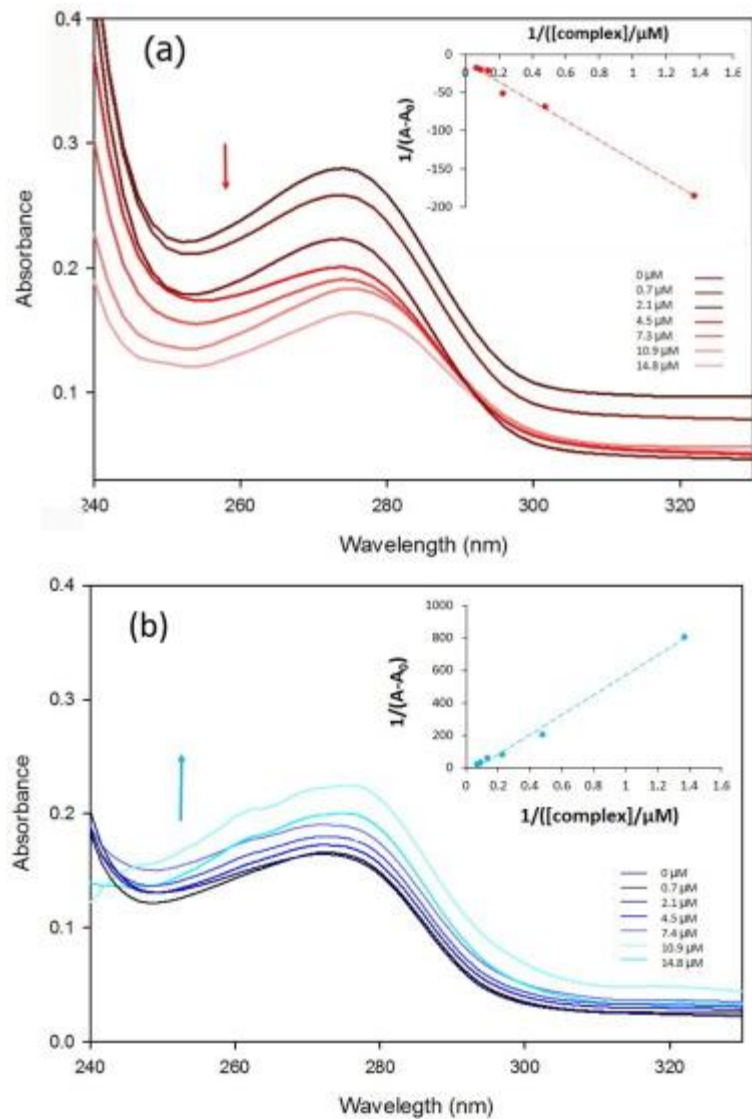 (a)
0.4
0.3
0.2
0.1
Absorbance
240
260
280
300
320
Wavelength (nm)
1/([complex]/µM)
0 0.2 0.4 0.6 0.8 1 1.2 1.4 1.6
0
-50
-100
-150
-200
1/(A-A0)
0 µM
0.7 µM
2.1 µM
4.5 µM
7.3 µM
10.9 µM
14.8 µM
(b)
0.4
0.3
0.2
0.1
0.0
Absorbance
240
260
280
300
320
Wavelegth (nm)
1000
800
600
400
200
0
1/(A-A0)
0 0.2 0.4 0.6 0.8 1 1.2 1.4 1.6
1/([complex]/µM)
0 µM
0.7 µM
2.1 µM
4.5 µM
7.4 µM
10.9 µM
14.8 µM